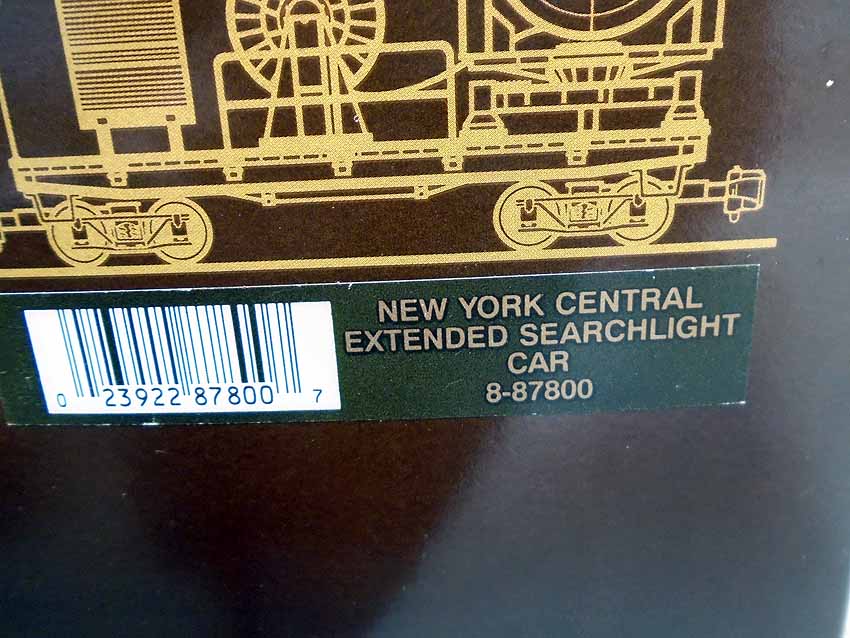 NEW YORK CENTRAL
EXTENDED SEARCHLIGHT
CAR
8-87800
0 23922 87800 7